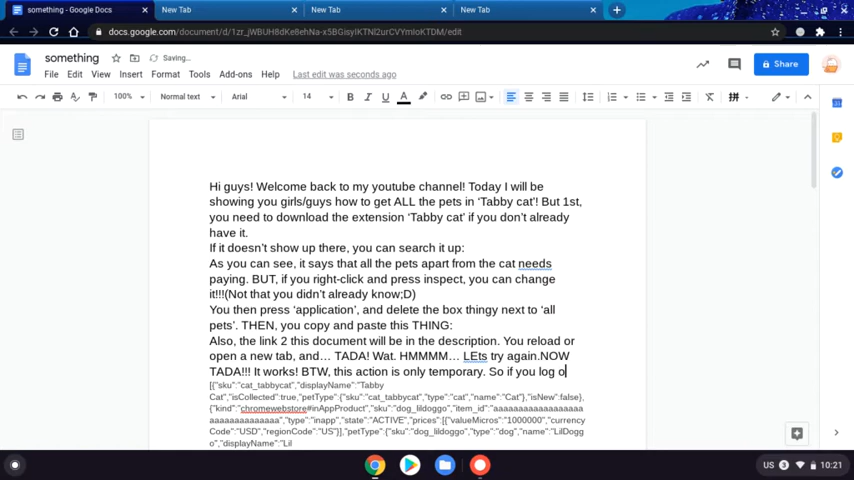 something - Google Docs
New Tab
New Tab
New Tab
docs.google.com/document/d/1zr_jWBUH8dKe8ehNa-x5BGisyIKTNl2urCVYmIoKTDM/edit
something
Saving...
Share
File Edit View Insert Format Tools Add-ons Help Last edit was seconds ago
100% Normal text Arial 14 B I U A
Hi guys! Welcome back to my youtube channel! Today I will be
showing you girls/guys how to get ALL the pets in ‘Tabby cat’! But 1st,
you need to download the extension ‘Tabby cat’ if you don’t already
have it.
If it doesn’t show up there, you can search it up:
As you can see, it says that all the pets apart from the cat needs
paying. BUT, if you right-click and press inspect, you can change
it!!!(Not that you didn’t already know;D)
You then press ‘application’, and delete the box thingy next to ‘all
pets’. THEN, you copy and paste this THING:
Also, the link 2 this document will be in the description. You reload or
open a new tab, and… TADA! Wat. HMMMM… LEts try again.NOW
TADA!!! It works! BTW, this action is only temporary. So if you log o
[{"sku":"cat_tabbycat","displayName":"Tabby
Cat","isCollected":true,"petType":{"sku":"cat_tabbycat","type":"cat","name":"Cat"},"isNew":false},
{"kind":"chromewebstore#inAppProduct","sku":"dog_lildoggo","item_id":"aaaaaaaaaaaaaaaaaa
aaaaaaaaaaaaaa","type":"inapp","state":"ACTIVE","prices":[{"valueMicros":"1000000","currency
Code":"USD","regionCode":"US"}],"petType":{"sku":"dog_lildoggo","type":"dog","name":"LilDogg
o","displayName":"Lil
US 3 10:21